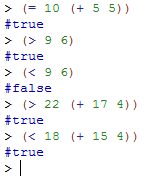 > (= 10 (+ 5 5))
#true
> (> 9 6)
#true
> (< 9 6)
#false
> (> 22 (+ 17 4))
#true
> (< 18 (+ 15 4))
#true
>